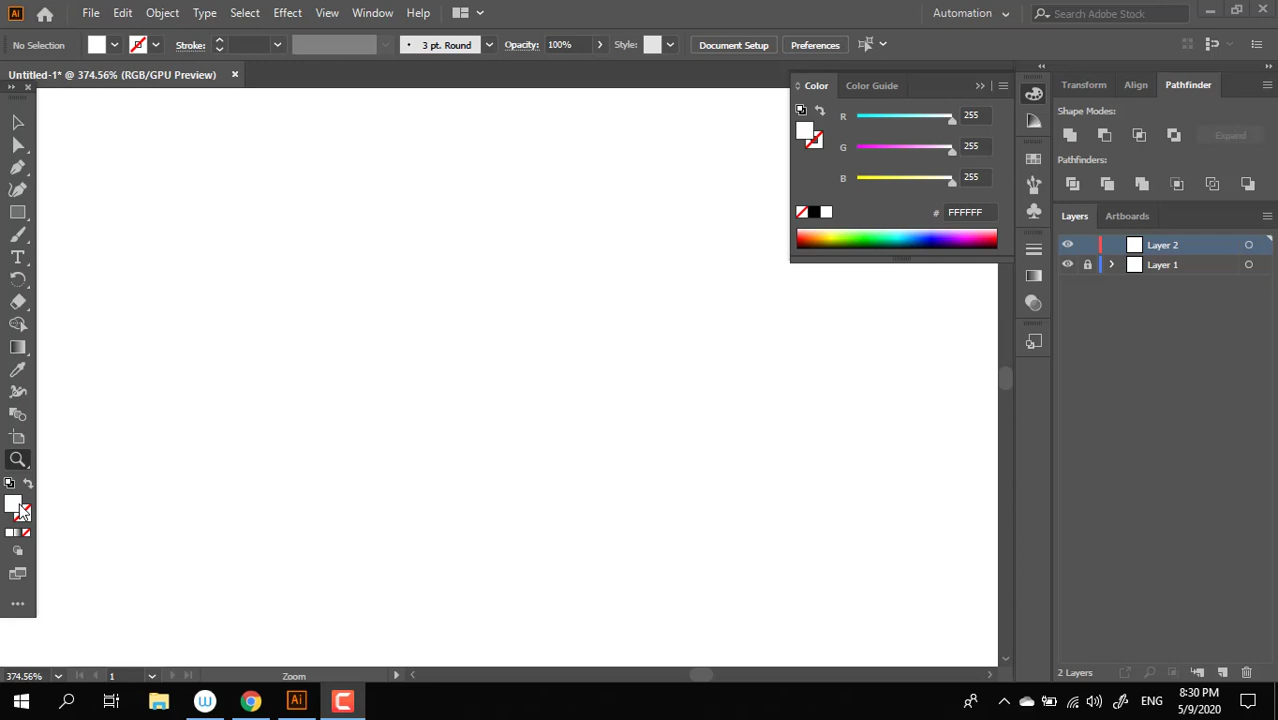 Ai File Edit Object Type Select Effect View Window Help Automation Search Adobe Stock
No Selection Stroke: 3 pt. Round Opacity: 100% Style: Document Setup Preferences
Untitled-1* @ 374.56% (RGB/GPU Preview)
Color Color Guide
R 255
G 255
B 255
# FFFFFF
Transform Align Pathfinder
Shape Modes:
Expand
Pathfinders:
Layers Artboards
Layer 2
Layer 1
2 Layers
374.56% 1 Zoom
W Ai ENG 8:30 PM
5/9/2020